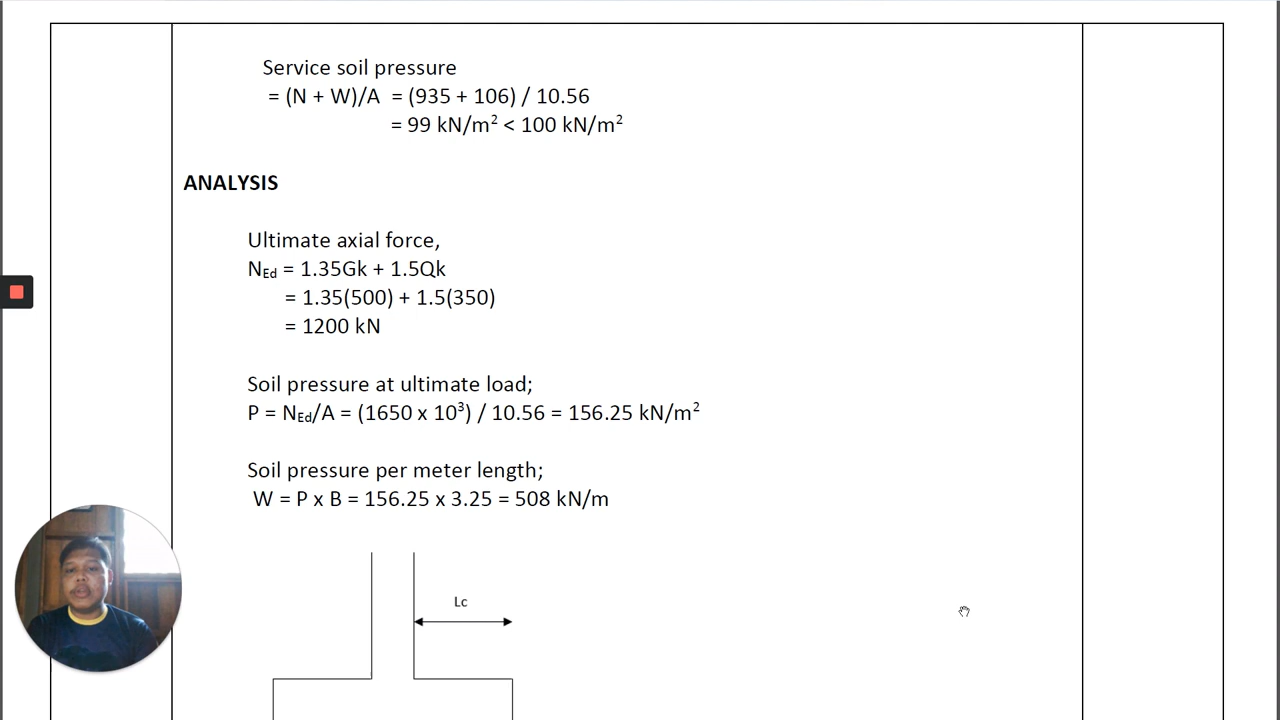 Service soil pressure
= (N + W)/A = (935 + 106) / 10.56
= 99 kN/m² < 100 kN/m²
ANALYSIS
Ultimate axial force,
NEd = 1.35Gk + 1.5Qk
= 1.35(500) + 1.5(350)
= 1200 kN
Soil pressure at ultimate load;
P = NEd/A = (1650 x 10³) / 10.56 = 156.25 kN/m²
Soil pressure per meter length;
W = P x B = 156.25 x 3.25 = 508 kN/m
Lc